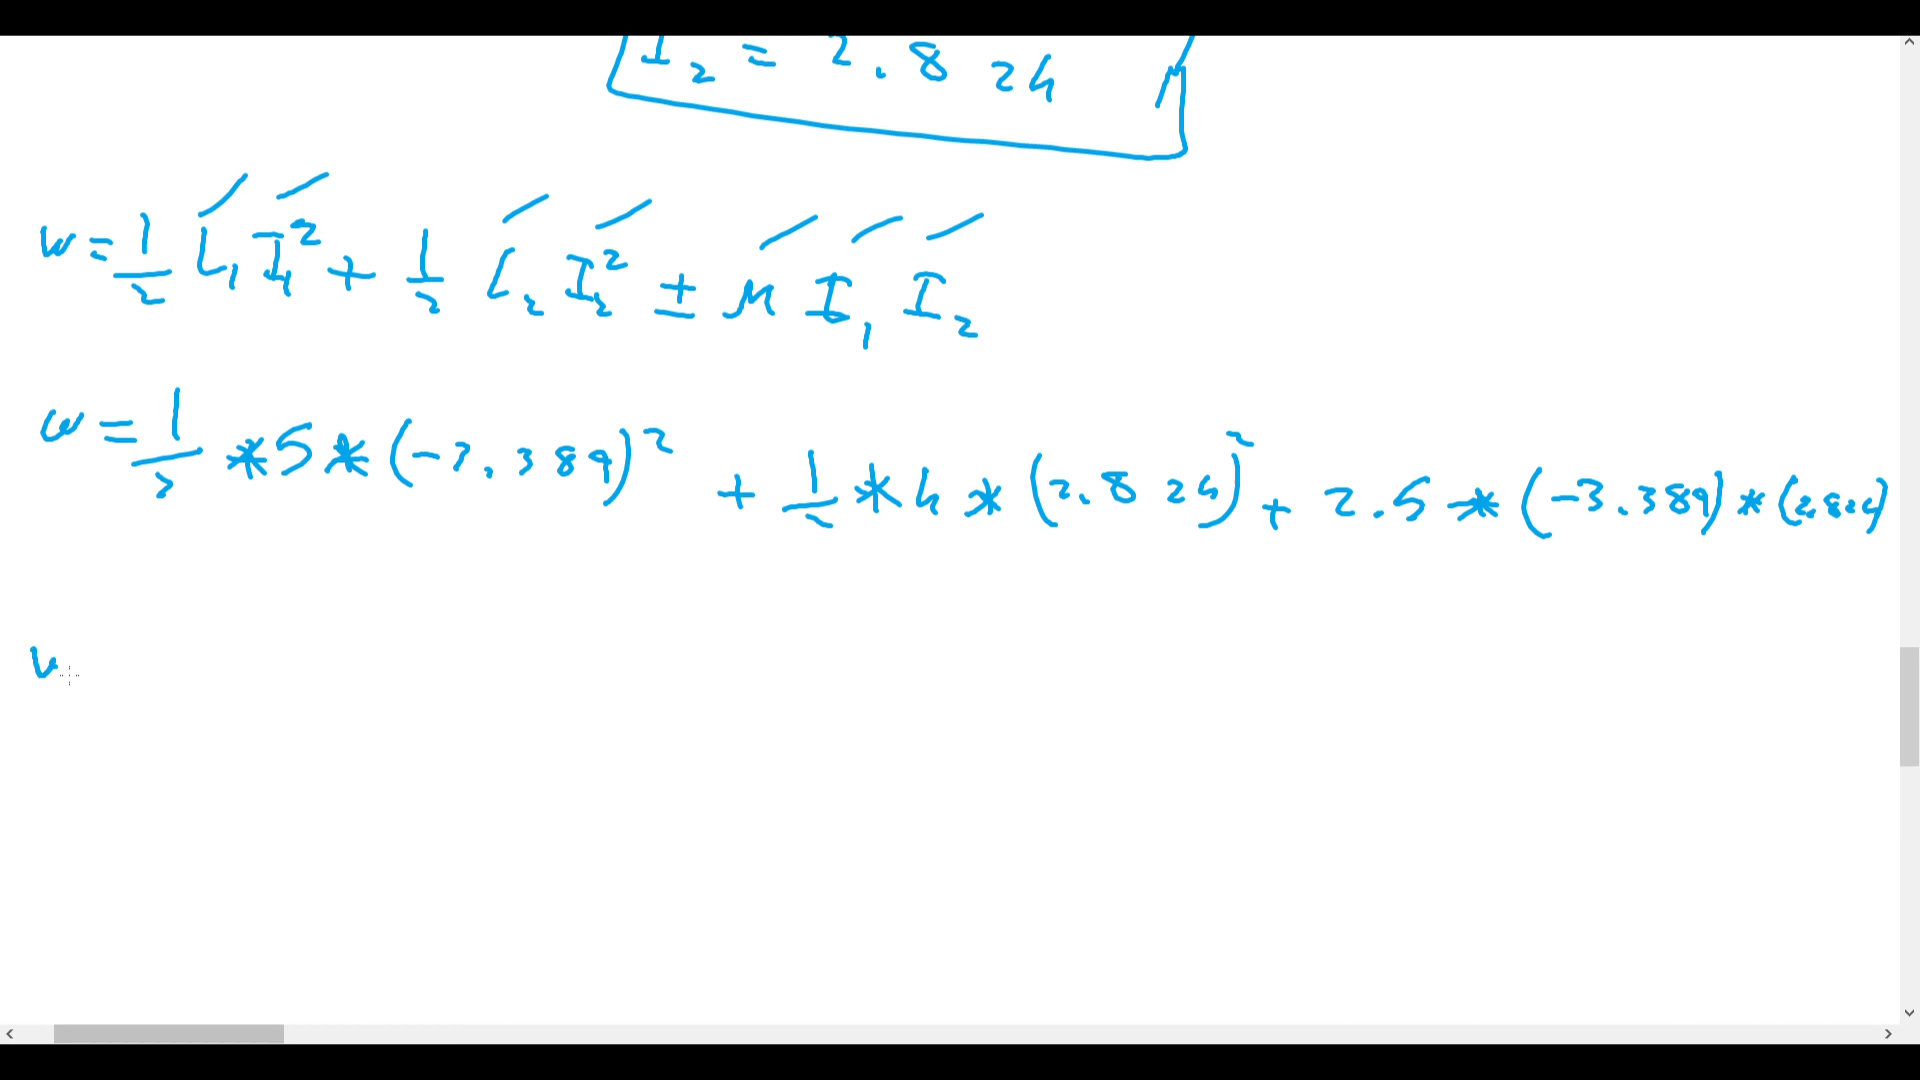 I₂ = 2.824 A
w = 1/2 L₁ I₁² + 1/2 L₂ I₂² ± M I₁ I₂
w = 1/2 * 5 * (-3.389)² + 1/2 * 4 * (2.824)² + 2.5 * (-3.389) * (2.824)
w